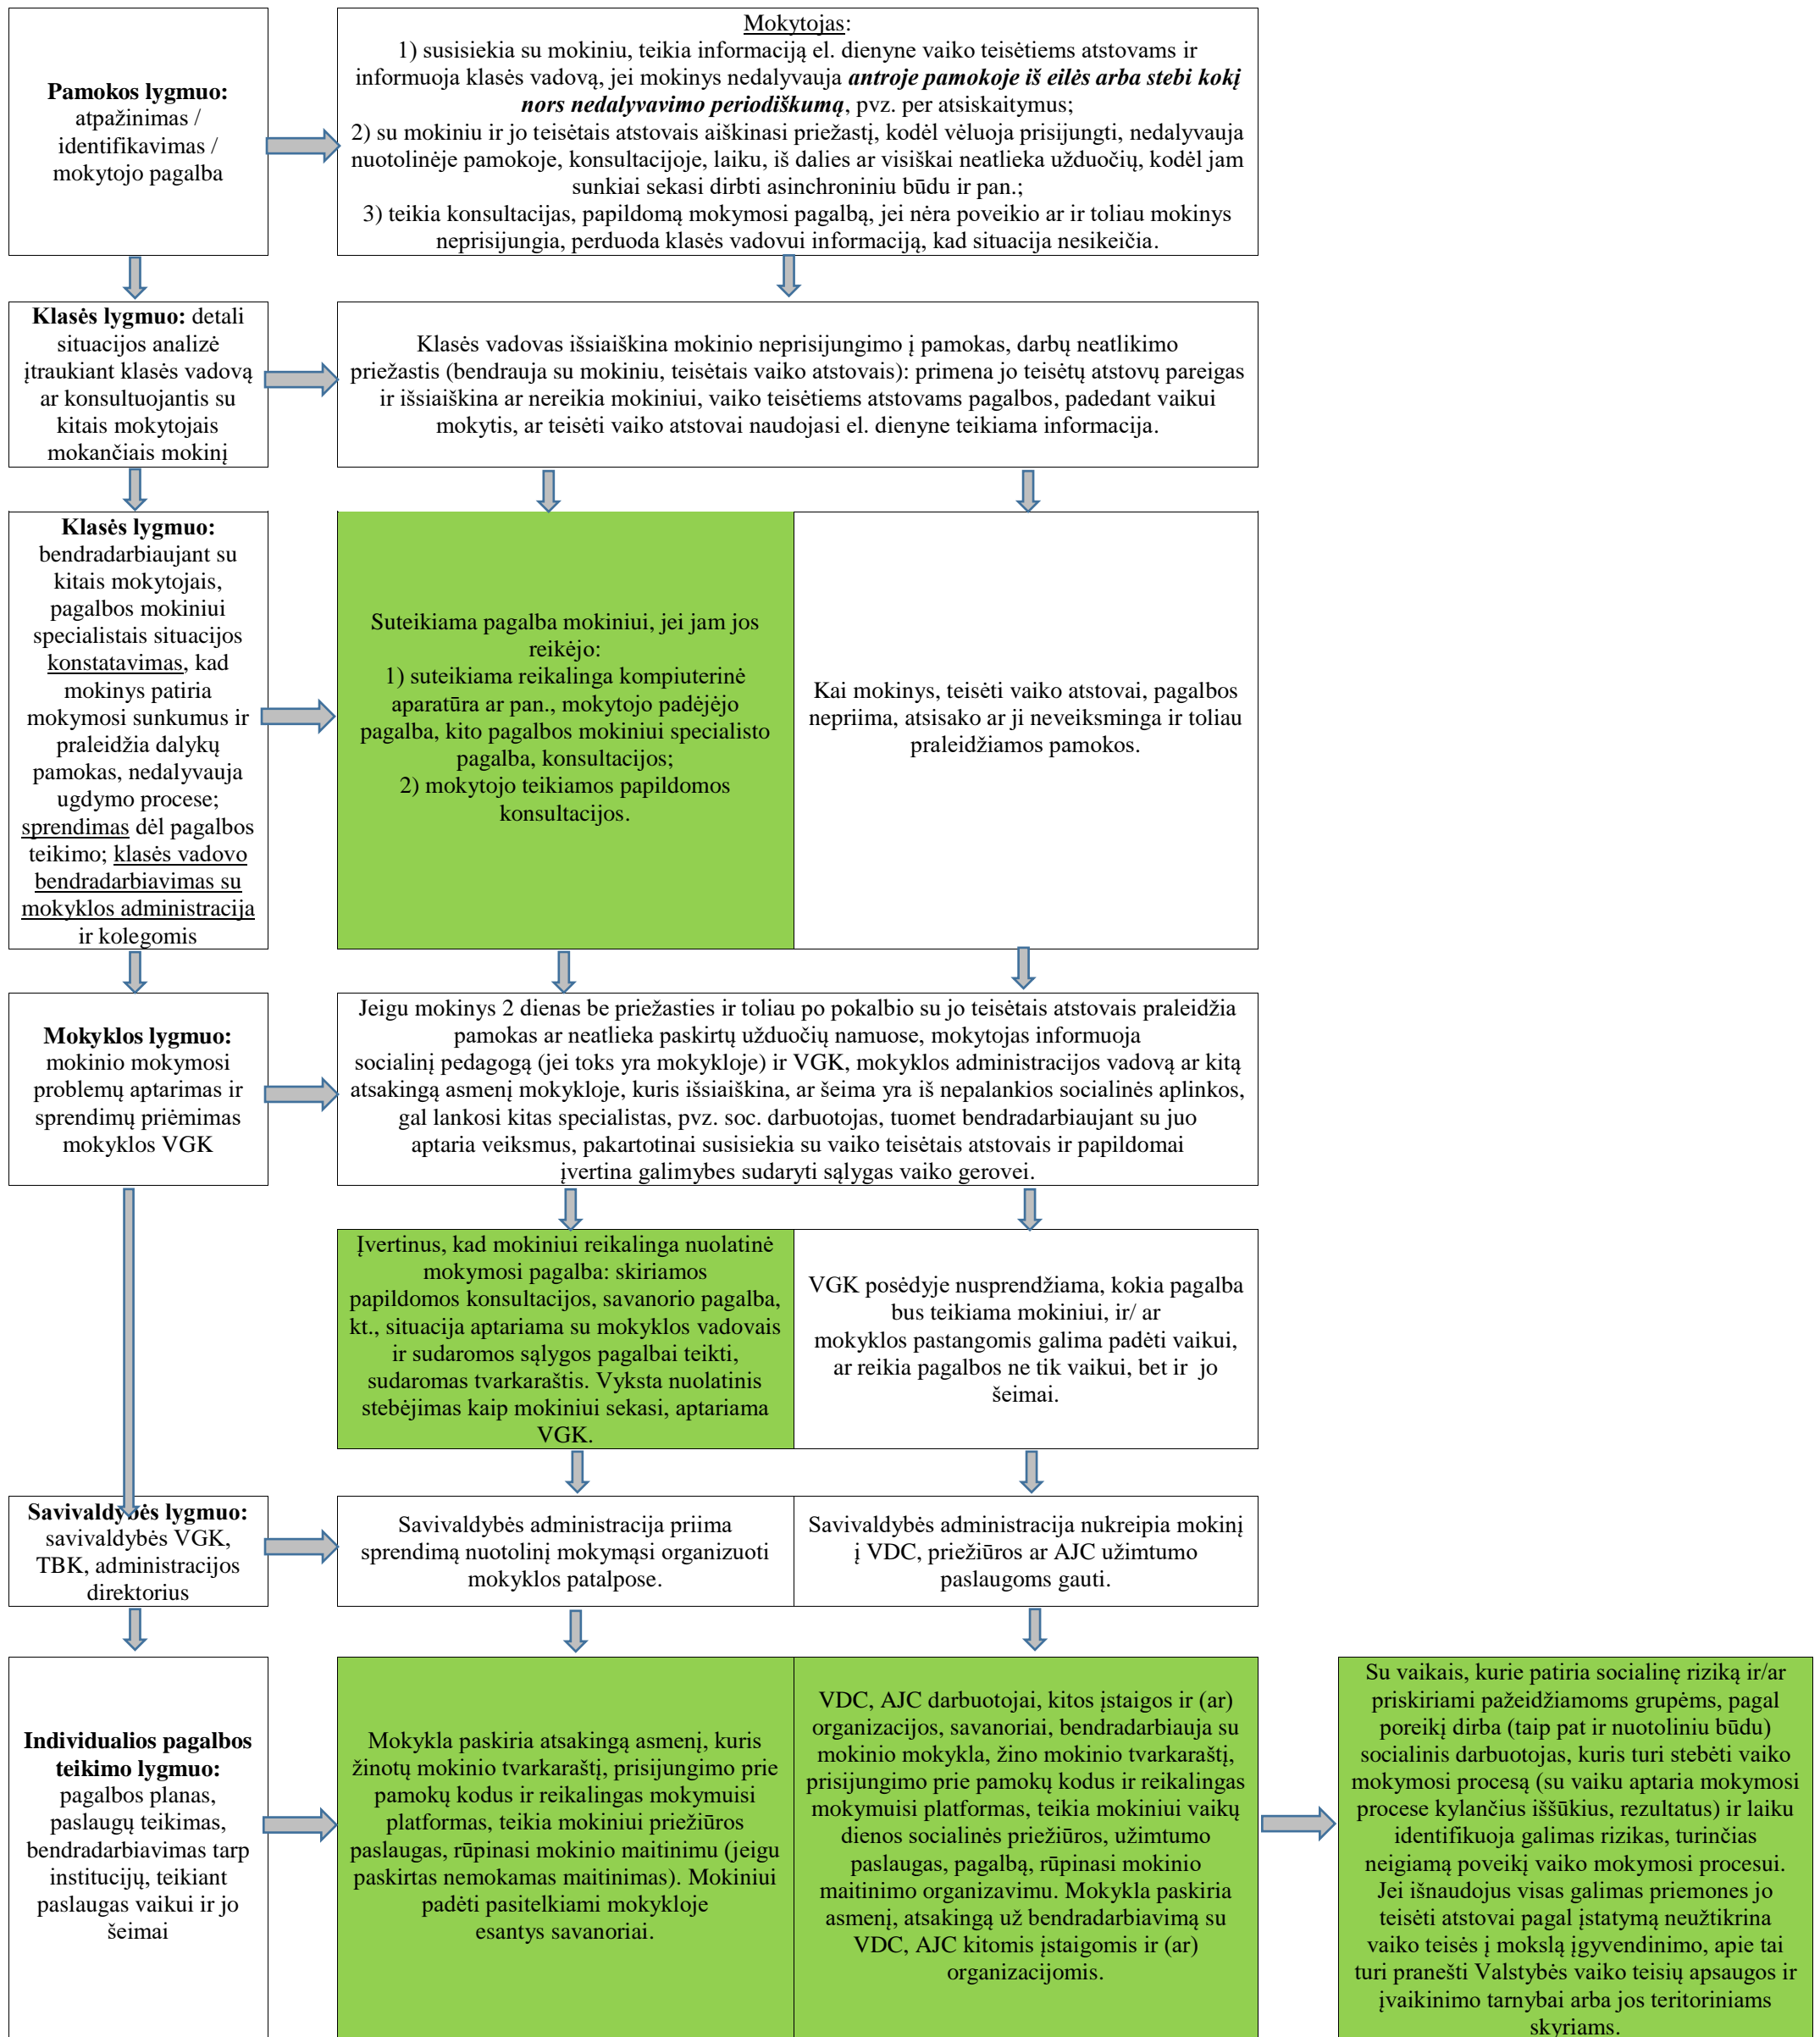 Pamokos lygmuo:
atpažinimas /
identifikavimas /
mokytojo pagalba
Mokytojas:
1) susisiekia su mokiniu, teikia informaciją el. dienyne vaiko teisėtiems atstovams ir
informuoja klasės vadovą, jei mokinys nedalyvauja antroje pamokoje iš eilės arba stebi kokį
nors nedalyvavimo periodiškumą, pvz. per atsiskaitymus;
2) su mokiniu ir jo teisėtais atstovais aiškinasi priežastį, kodėl vėluoja prisijungti, nedalyvauja
nuotolinėje pamokoje, konsultacijoje, laiku, iš dalies ar visiškai neatlieka užduočių, kodėl jam
sunkiai sekasi dirbti asinchroniniu būdu ir pan.;
3) teikia konsultacijas, papildomą mokymosi pagalbą, jei nėra poveikio ar ir toliau mokinys
neprisijungia, perduoda klasės vadovui informaciją, kad situacija nesikeičia.
Klasės lygmuo: detali
situacijos analizė
įtraukiant klasės vadovą
ar konsultuojantis su
kitais mokytojais
mokančiais mokinį
Klasės vadovas išsiaiškina mokinio neprisijungimo į pamokas, darbų neatlikimo
priežastis (bendrauja su mokiniu, teisėtais vaiko atstovais): primena jo teisėtų atstovų pareigas
ir išsiaiškina ar nereikia mokiniui, vaiko teisėtiems atstovams pagalbos, padedant vaikui
mokytis, ar teisėti vaiko atstovai naudojasi el. dienyne teikiama informacija.
Klasės lygmuo:
bendradarbiaujant su
kitais mokytojais,
pagalbos mokiniui
specialistais situacijos
konstatavimas, kad
mokinys patiria
mokymosi sunkumus ir
praleidžia dalykų
pamokas, nedalyvauja
ugdymo procese;
sprendimas dėl pagalbos
teikimo; klasės vadovo
bendradarbiavimas su
mokyklos administracija
ir kolegomis
Suteikiama pagalba mokiniui, jei jam jos
reikėjo:
1) suteikiama reikalinga kompiuterinė
aparatūra ar pan., mokytojo padėjėjo
pagalba, kito pagalbos mokiniui specialisto
pagalba, konsultacijos;
2) mokytojo teikiamos papildomos
konsultacijos.
Kai mokinys, teisėti vaiko atstovai, pagalbos
nepriima, atsisako ar ji neveiksminga ir toliau
praleidžiamos pamokos.
Mokyklos lygmuo:
mokinio mokymosi
problemų aptarimas ir
sprendimų priėmimas
mokyklos VGK
Jeigu mokinys 2 dienas be priežasties ir toliau po pokalbio su jo teisėtais atstovais praleidžia
pamokas ar neatlieka paskirtų užduočių namuose, mokytojas informuoja
socialinį pedagogą (jei toks yra mokykloje) ir VGK, mokyklos administracijos vadovą ar kitą
atsakingą asmenį mokykloje, kuris išsiaiškina, ar šeima yra iš nepalankios socialinės aplinkos,
gal lankosi kitas specialistas, pvz. soc. darbuotojas, tuomet bendradarbiaujant su juo
aptaria veiksmus, pakartotinai susisiekia su vaiko teisėtais atstovais ir papildomai
įvertina galimybes sudaryti sąlygas vaiko gerovei.
Įvertinus, kad mokiniui reikalinga nuolatinė
mokymosi pagalba: skiriamos
papildomos konsultacijos, savanorio pagalba,
kt., situacija aptariama su mokyklos vadovais
ir sudaromos sąlygos pagalbai teikti,
sudaromas tvarkaraštis. Vyksta nuolatinis
stebėjimas kaip mokiniui sekasi, aptariama
VGK.
VGK posėdyje nusprendžiama, kokia pagalba
bus teikiama mokiniui, ir/ ar
mokyklos pastangomis galima padėti vaikui,
ar reikia pagalbos ne tik vaikui, bet ir jo
šeimai.
Savivaldybės lygmuo:
savivaldybės VGK,
TBK, administracijos
direktorius
Savivaldybės administracija priima
sprendimą nuotolinį mokymąsi organizuoti
mokyklos patalpose.
Savivaldybės administracija nukreipia mokinį
į VDC, priežiūros ar AJC užimtumo
paslaugoms gauti.
Individualios pagalbos
teikimo lygmuo:
pagalbos planas,
paslaugų teikimas,
bendradarbiavimas tarp
institucijų, teikiant
paslaugas vaikui ir jo
šeimai
Mokykla paskiria atsakingą asmenį, kuris
žinotų mokinio tvarkaraštį, prisijungimo prie
pamokų kodus ir reikalingas mokymuisi
platformas, teikia mokiniui priežiūros
paslaugas, rūpinasi mokinio maitinimu (jeigu
paskirtas nemokamas maitinimas). Mokiniui
padėti pasitelkiami mokykloje
esantys savanoriai.
VDC, AJC darbuotojai, kitos įstaigos ir (ar)
organizacijos, savanoriai, bendradarbiauja su
mokinio mokykla, žino mokinio tvarkaraštį,
prisijungimo prie pamokų kodus ir reikalingas
mokymuisi platformas, teikia mokiniui vaikų
dienos socialinės priežiūros, užimtumo
paslaugas, pagalbą, rūpinasi mokinio
maitinimo organizavimu. Mokykla paskiria
asmenį, atsakingą už bendradarbiavimą su
VDC, AJC kitomis įstaigomis ir (ar)
organizacijomis.
Su vaikais, kurie patiria socialinę riziką ir/ar
priskiriami pažeidžiamoms grupėms, pagal
poreikį dirba (taip pat ir nuotoliniu būdu)
socialinis darbuotojas, kuris turi stebėti vaiko
mokymosi procesą (su vaiku aptaria mokymosi
procese kylančius iššūkius, rezultatus) ir laiku
identifikuoja galimas rizikas, turinčias
neigiamą poveikį vaiko mokymosi procesui.
Jei išnaudojus visas galimas priemones jo
teisėti atstovai pagal įstatymą neužtikrina
vaiko teisės į mokslą įgyvendinimo, apie tai
turi pranešti Valstybės vaiko teisių apsaugos ir
įvaikinimo tarnybai arba jos teritoriniams
skyriams.